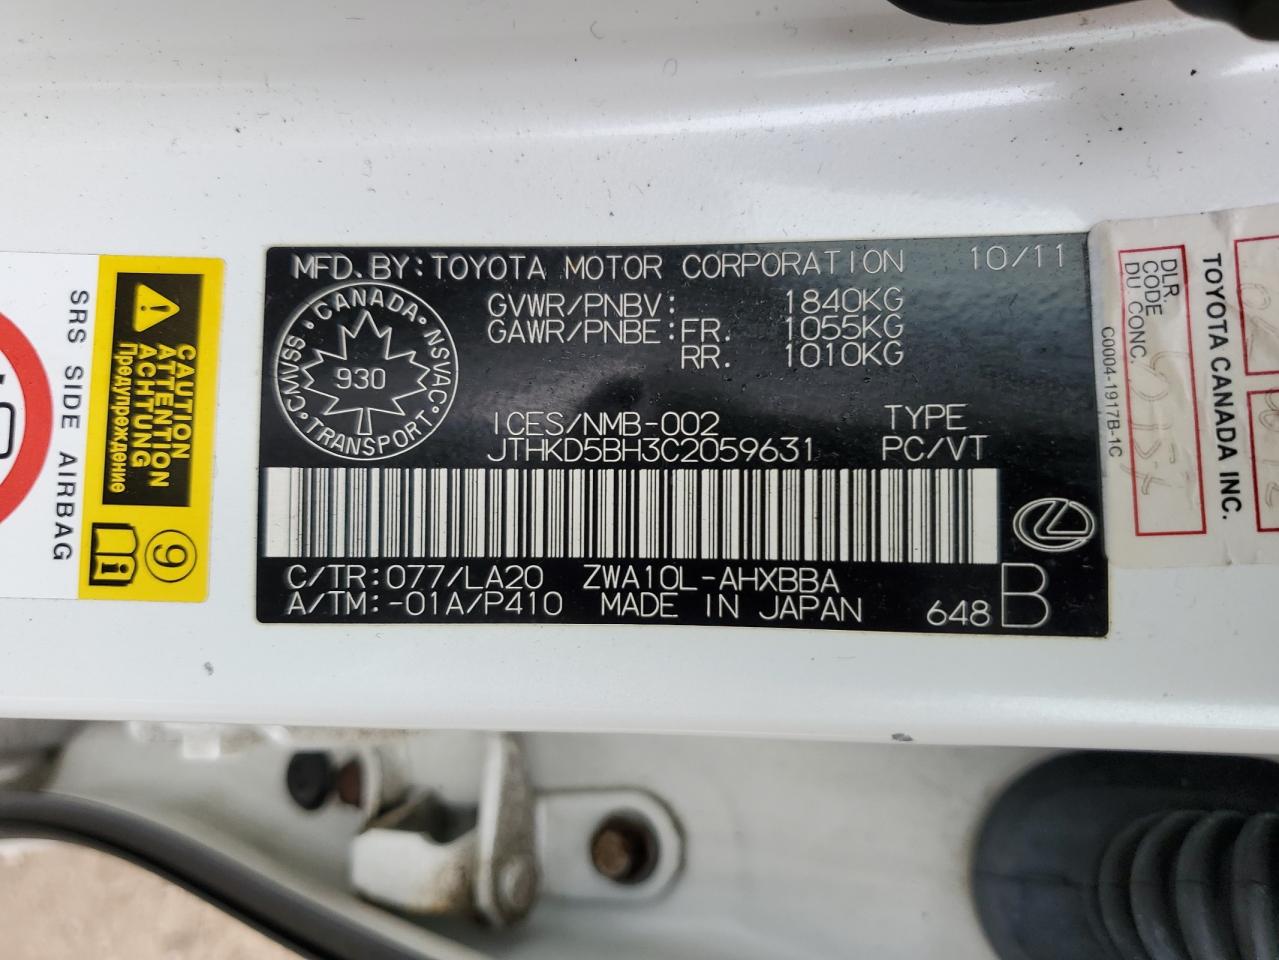 MFD. BY: TOYOTA MOTOR CORPORATION 10/11
GVWR/PNBV: 1840KG
GAWR/PNBE: FR. 1055KG
RR. 1010KG
CMVSS · CANADA · NSVAC · TRANSPORT ·
930
ICES/NMB-002 TYPE
JTHKD5BH3C2059631 PC/VT
C/TR: 077/LA20 ZWA10L-AHXBBA
A/TM: -01A/P410 MADE IN JAPAN 648 B
SRS SIDE AIRBAG
CAUTION
ATTENTION
ACHTUNG
Предупреждение
9
TOYOTA CANADA INC.
DLR.
CODE
DU CONC.
C0004-1917B-1C